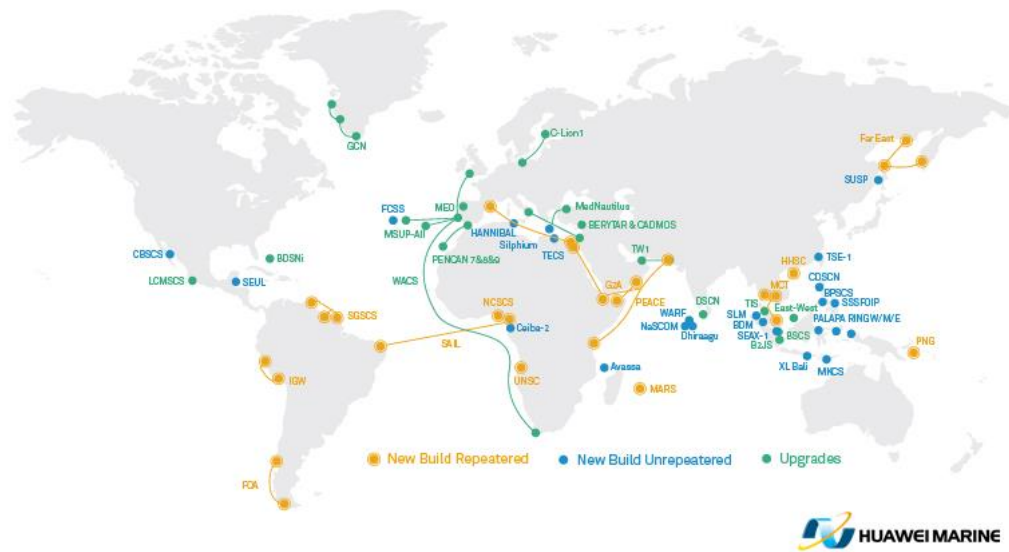 GCN
C-Lion1
Far East
SUSP
MED
FCSS
MSUP-All
HANNIBAL
MedNautilus
BERYTAR & CADMOS
Silphium
TECS
PENCAN 7&8&9
CBSCS
BDSNi
LCMSCS
SEUL
WACS
TW1
HHSC
TSE-1
CDSCN
G2A
PEACE
MCT
BPSCS
SSSFOIP
DSCN
TIS
East-West
SGSCS
NCSCS
Ceiba-2
WARF
NaSCOM
Dhiraagu
SLM
BDM
PALAPA RINGW/M/E
SEAX-1
BSCS
B2JS
SAIL
PNG
IGW
UNSC
Avassa
MARS
XL Bali
MKCS
FOA
New Build Repeatered
New Build Unrepeatered
Upgrades
HUAWEI MARINE